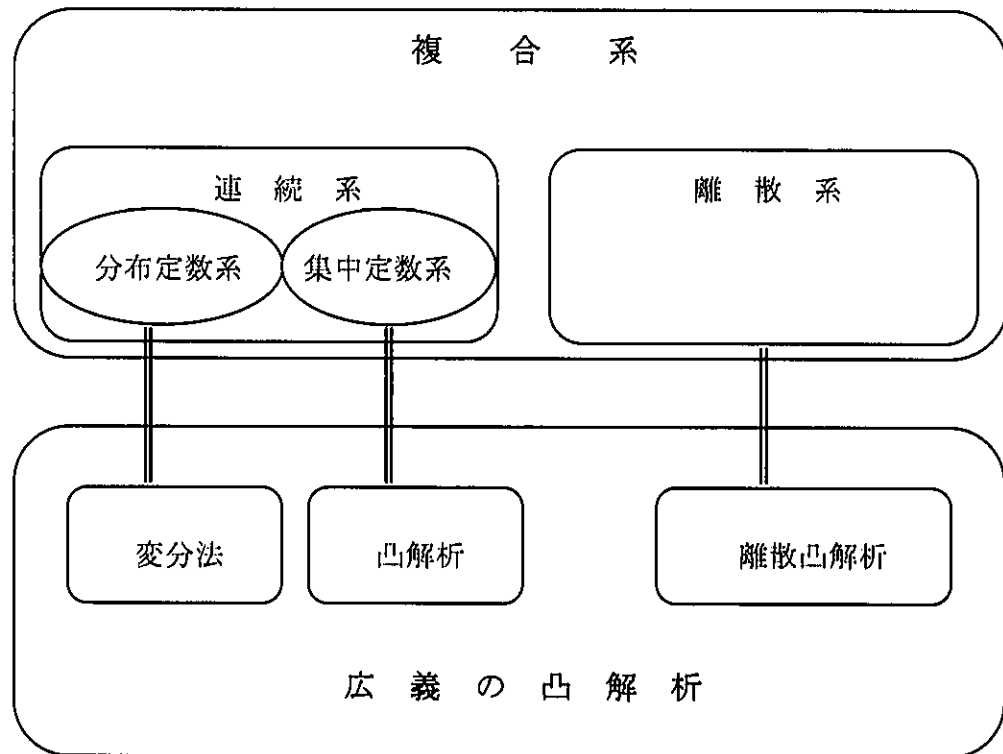 複合系
連続系
離散系
分布定数系
集中定数系
変分法
凸解析
離散凸解析
広義の凸解析